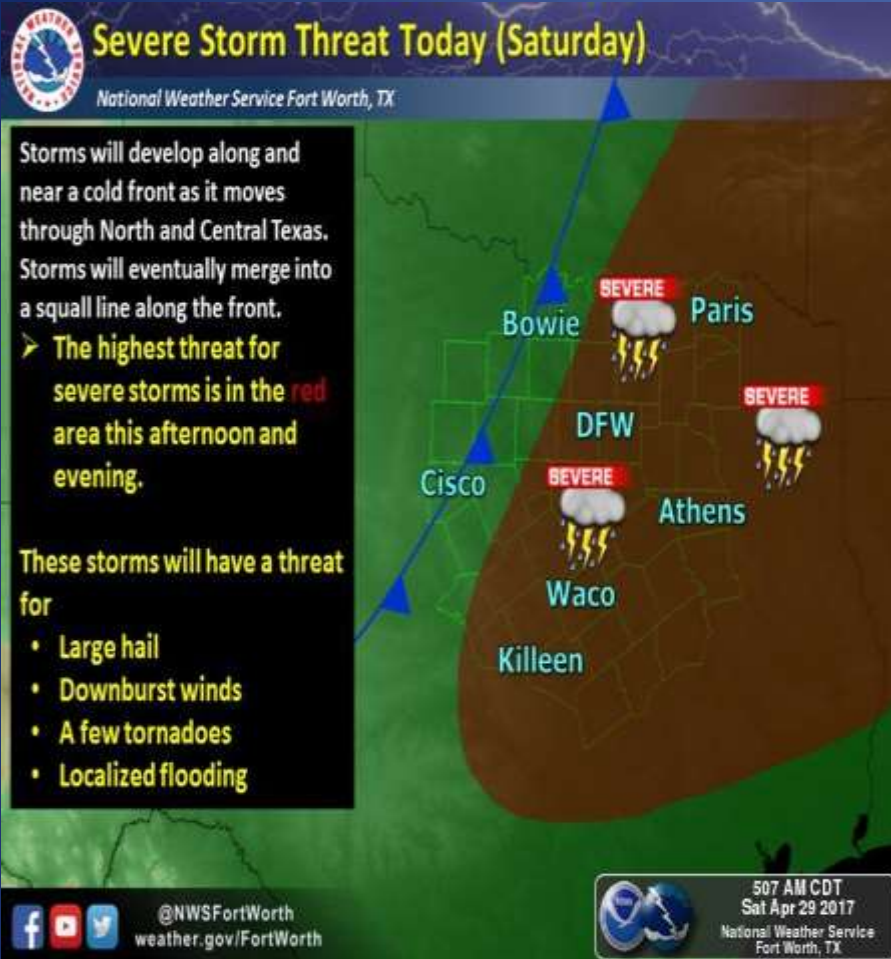 Severe Storm Threat Today (Saturday)
NATIONAL WEATHER SERVICE
National Weather Service Fort Worth, TX
Storms will develop along and
near a cold front as it moves
through North and Central Texas.
Storms will eventually merge into
a squall line along the front.
➢ The highest threat for
severe storms is in the red
area this afternoon and
evening.
These storms will have a threat
for
• Large hail
• Downburst winds
• A few tornadoes
• Localized flooding
SEVERE
Bowie
Paris
SEVERE
DFW
SEVERE
Cisco
Athens
Waco
Killeen
@NWSFortWorth
weather.gov/FortWorth
507 AM CDT
Sat Apr 29 2017
National Weather Service
Fort Worth, TX